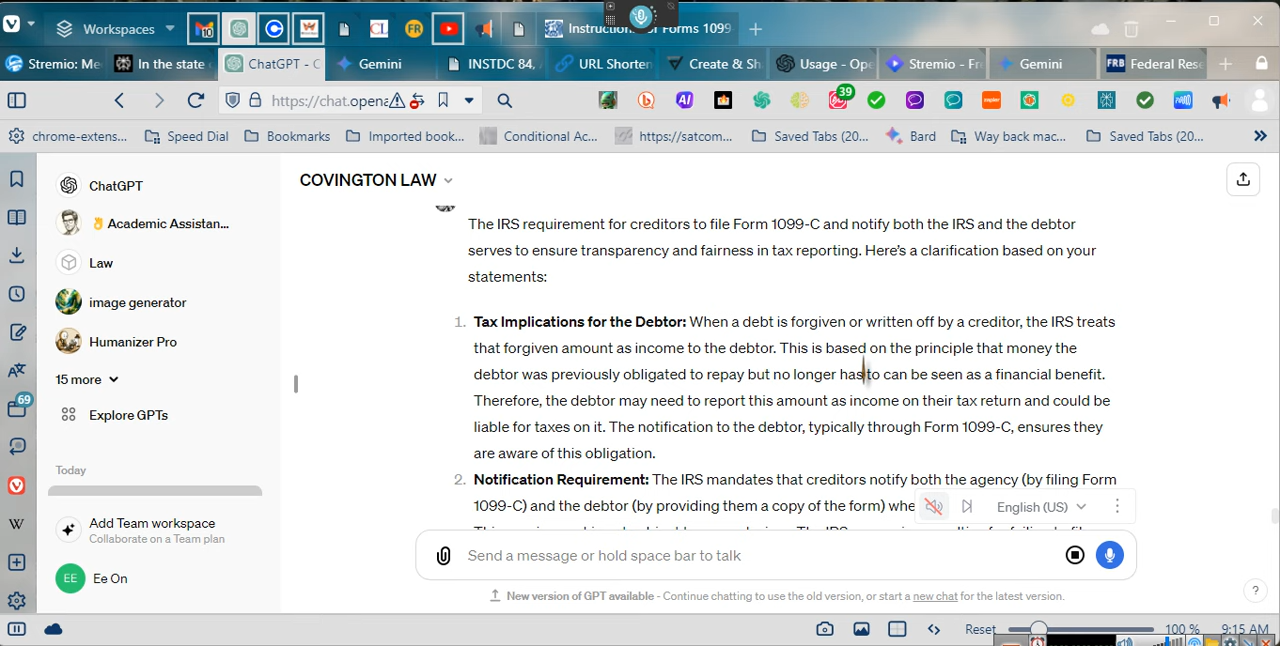 Workspaces
CL
FR
Instruction
Forms 1099
Stremio: Me
In the state
ChatGPT - C
Gemini
INSTDC 84,
URL Shorten
Create & Sh
Usage - Ope
Stremio - Fr
Gemini
FRB Federal Rese
https://chat.opena
39
AI
chrome-extens...
Speed Dial
Bookmarks
Imported book...
Conditional Ac...
https://satcom...
Saved Tabs (20...
Bard
Way back mac...
Saved Tabs (20...
ChatGPT
Academic Assistan...
Law
image generator
Humanizer Pro
15 more
Explore GPTs
Today
Add Team workspace
Collaborate on a Team plan
EE Ee On
69
W
COVINGTON LAW
The IRS requirement for creditors to file Form 1099-C and notify both the IRS and the debtor
serves to ensure transparency and fairness in tax reporting. Here's a clarification based on your
statements:
1. Tax Implications for the Debtor: When a debt is forgiven or written off by a creditor, the IRS treats
that forgiven amount as income to the debtor. This is based on the principle that money the
debtor was previously obligated to repay but no longer has to can be seen as a financial benefit.
Therefore, the debtor may need to report this amount as income on their tax return and could be
liable for taxes on it. The notification to the debtor, typically through Form 1099-C, ensures they
are aware of this obligation.
2. Notification Requirement: The IRS mandates that creditors notify both the agency (by filing Form
1099-C) and the debtor (by providing them a copy of the form) whe
English (US)
Send a message or hold space bar to talk
New version of GPT available - Continue chatting to use the old version, or start a new chat for the latest version.
?
Reset
100 %
9:15 AM